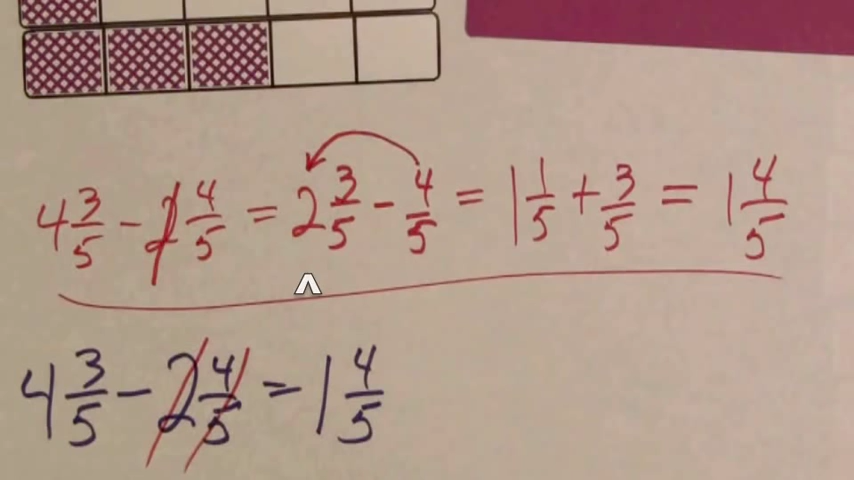 4 3/5 - 2 4/5 = 2 3/5 - 4/5 = 1 1/5 + 3/5 = 1 4/5
4 3/5 - 2 4/5 = 1 4/5